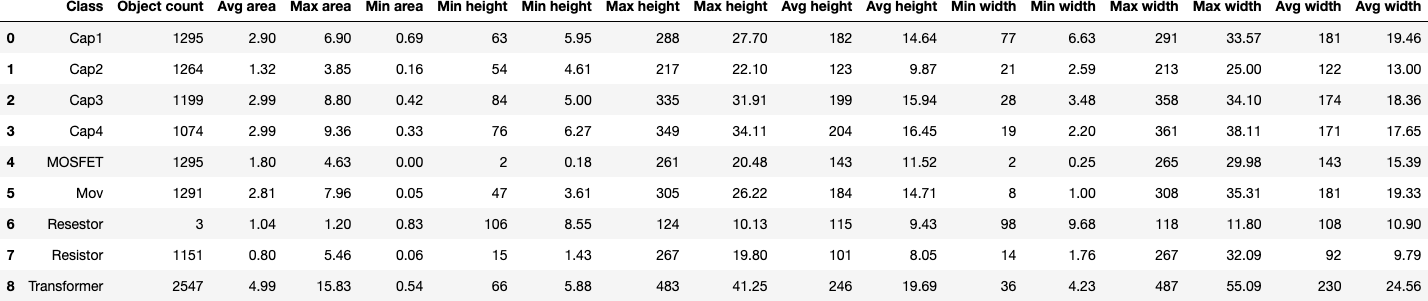 Class Object count Avg area Max area Min area Min height Min height Max height Max height Avg height Avg height Min width Min width Max width Max width Avg width Avg width
0 Cap1 1295 2.90 6.90 0.69 63 5.95 288 27.70 182 14.64 77 6.63 291 33.57 181 19.46
1 Cap2 1264 1.32 3.85 0.16 54 4.61 217 22.10 123 9.87 21 2.59 213 25.00 122 13.00
2 Cap3 1199 2.99 8.80 0.42 84 5.00 335 31.91 199 15.94 28 3.48 358 34.10 174 18.36
3 Cap4 1074 2.99 9.36 0.33 76 6.27 349 34.11 204 16.45 19 2.20 361 38.11 171 17.65
4 MOSFET 1295 1.80 4.63 0.00 2 0.18 261 20.48 143 11.52 2 0.25 265 29.98 143 15.39
5 Mov 1291 2.81 7.96 0.05 47 3.61 305 26.22 184 14.71 8 1.00 308 35.31 181 19.33
6 Resestor 3 1.04 1.20 0.83 106 8.55 124 10.13 115 9.43 98 9.68 118 11.80 108 10.90
7 Resistor 1151 0.80 5.46 0.06 15 1.43 267 19.80 101 8.05 14 1.76 267 32.09 92 9.79
8 Transformer 2547 4.99 15.83 0.54 66 5.88 483 41.25 246 19.69 36 4.23 487 55.09 230 24.56